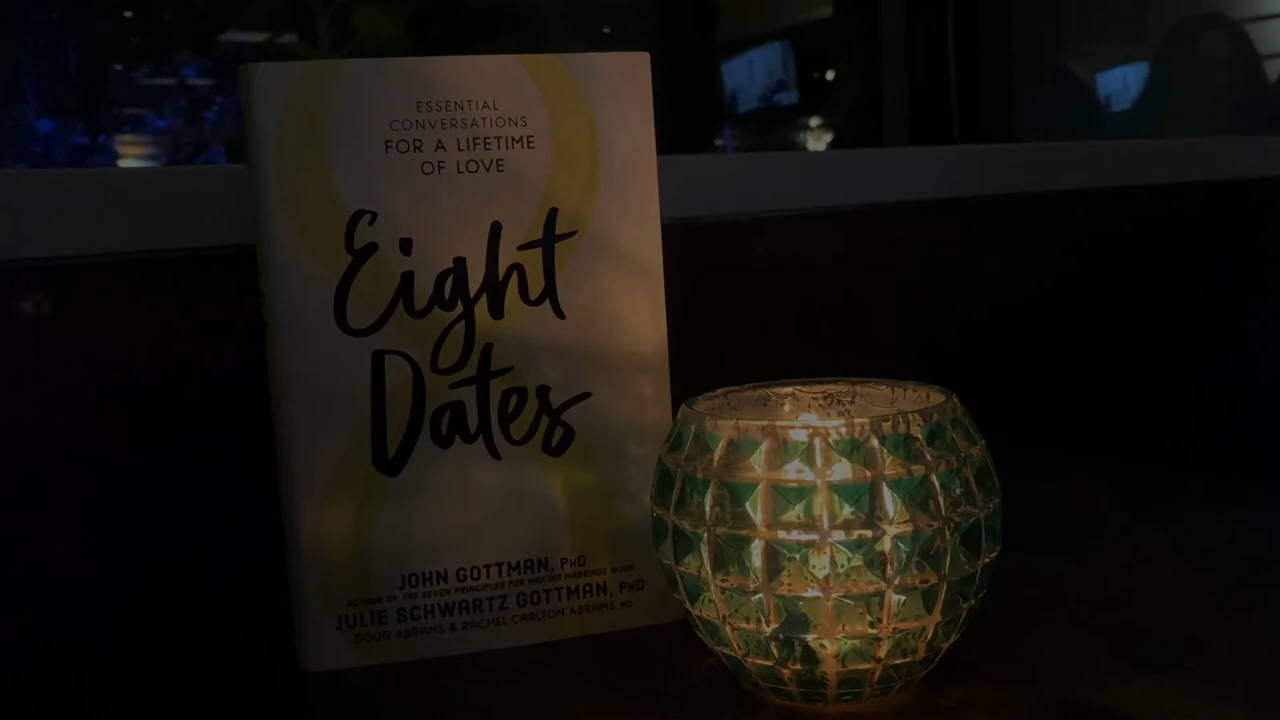 ESSENTIAL
CONVERSATIONS
FOR A LIFETIME
OF LOVE
Eight
Dates
JOHN GOTTMAN, PHD
AUTHOR OF THE SEVEN PRINCIPLES FOR MAKING MARRIAGE WORK
JULIE SCHWARTZ GOTTMAN, PHD
DOUG ABRAMS & RACHEL CARLTON ABRAMS, MD